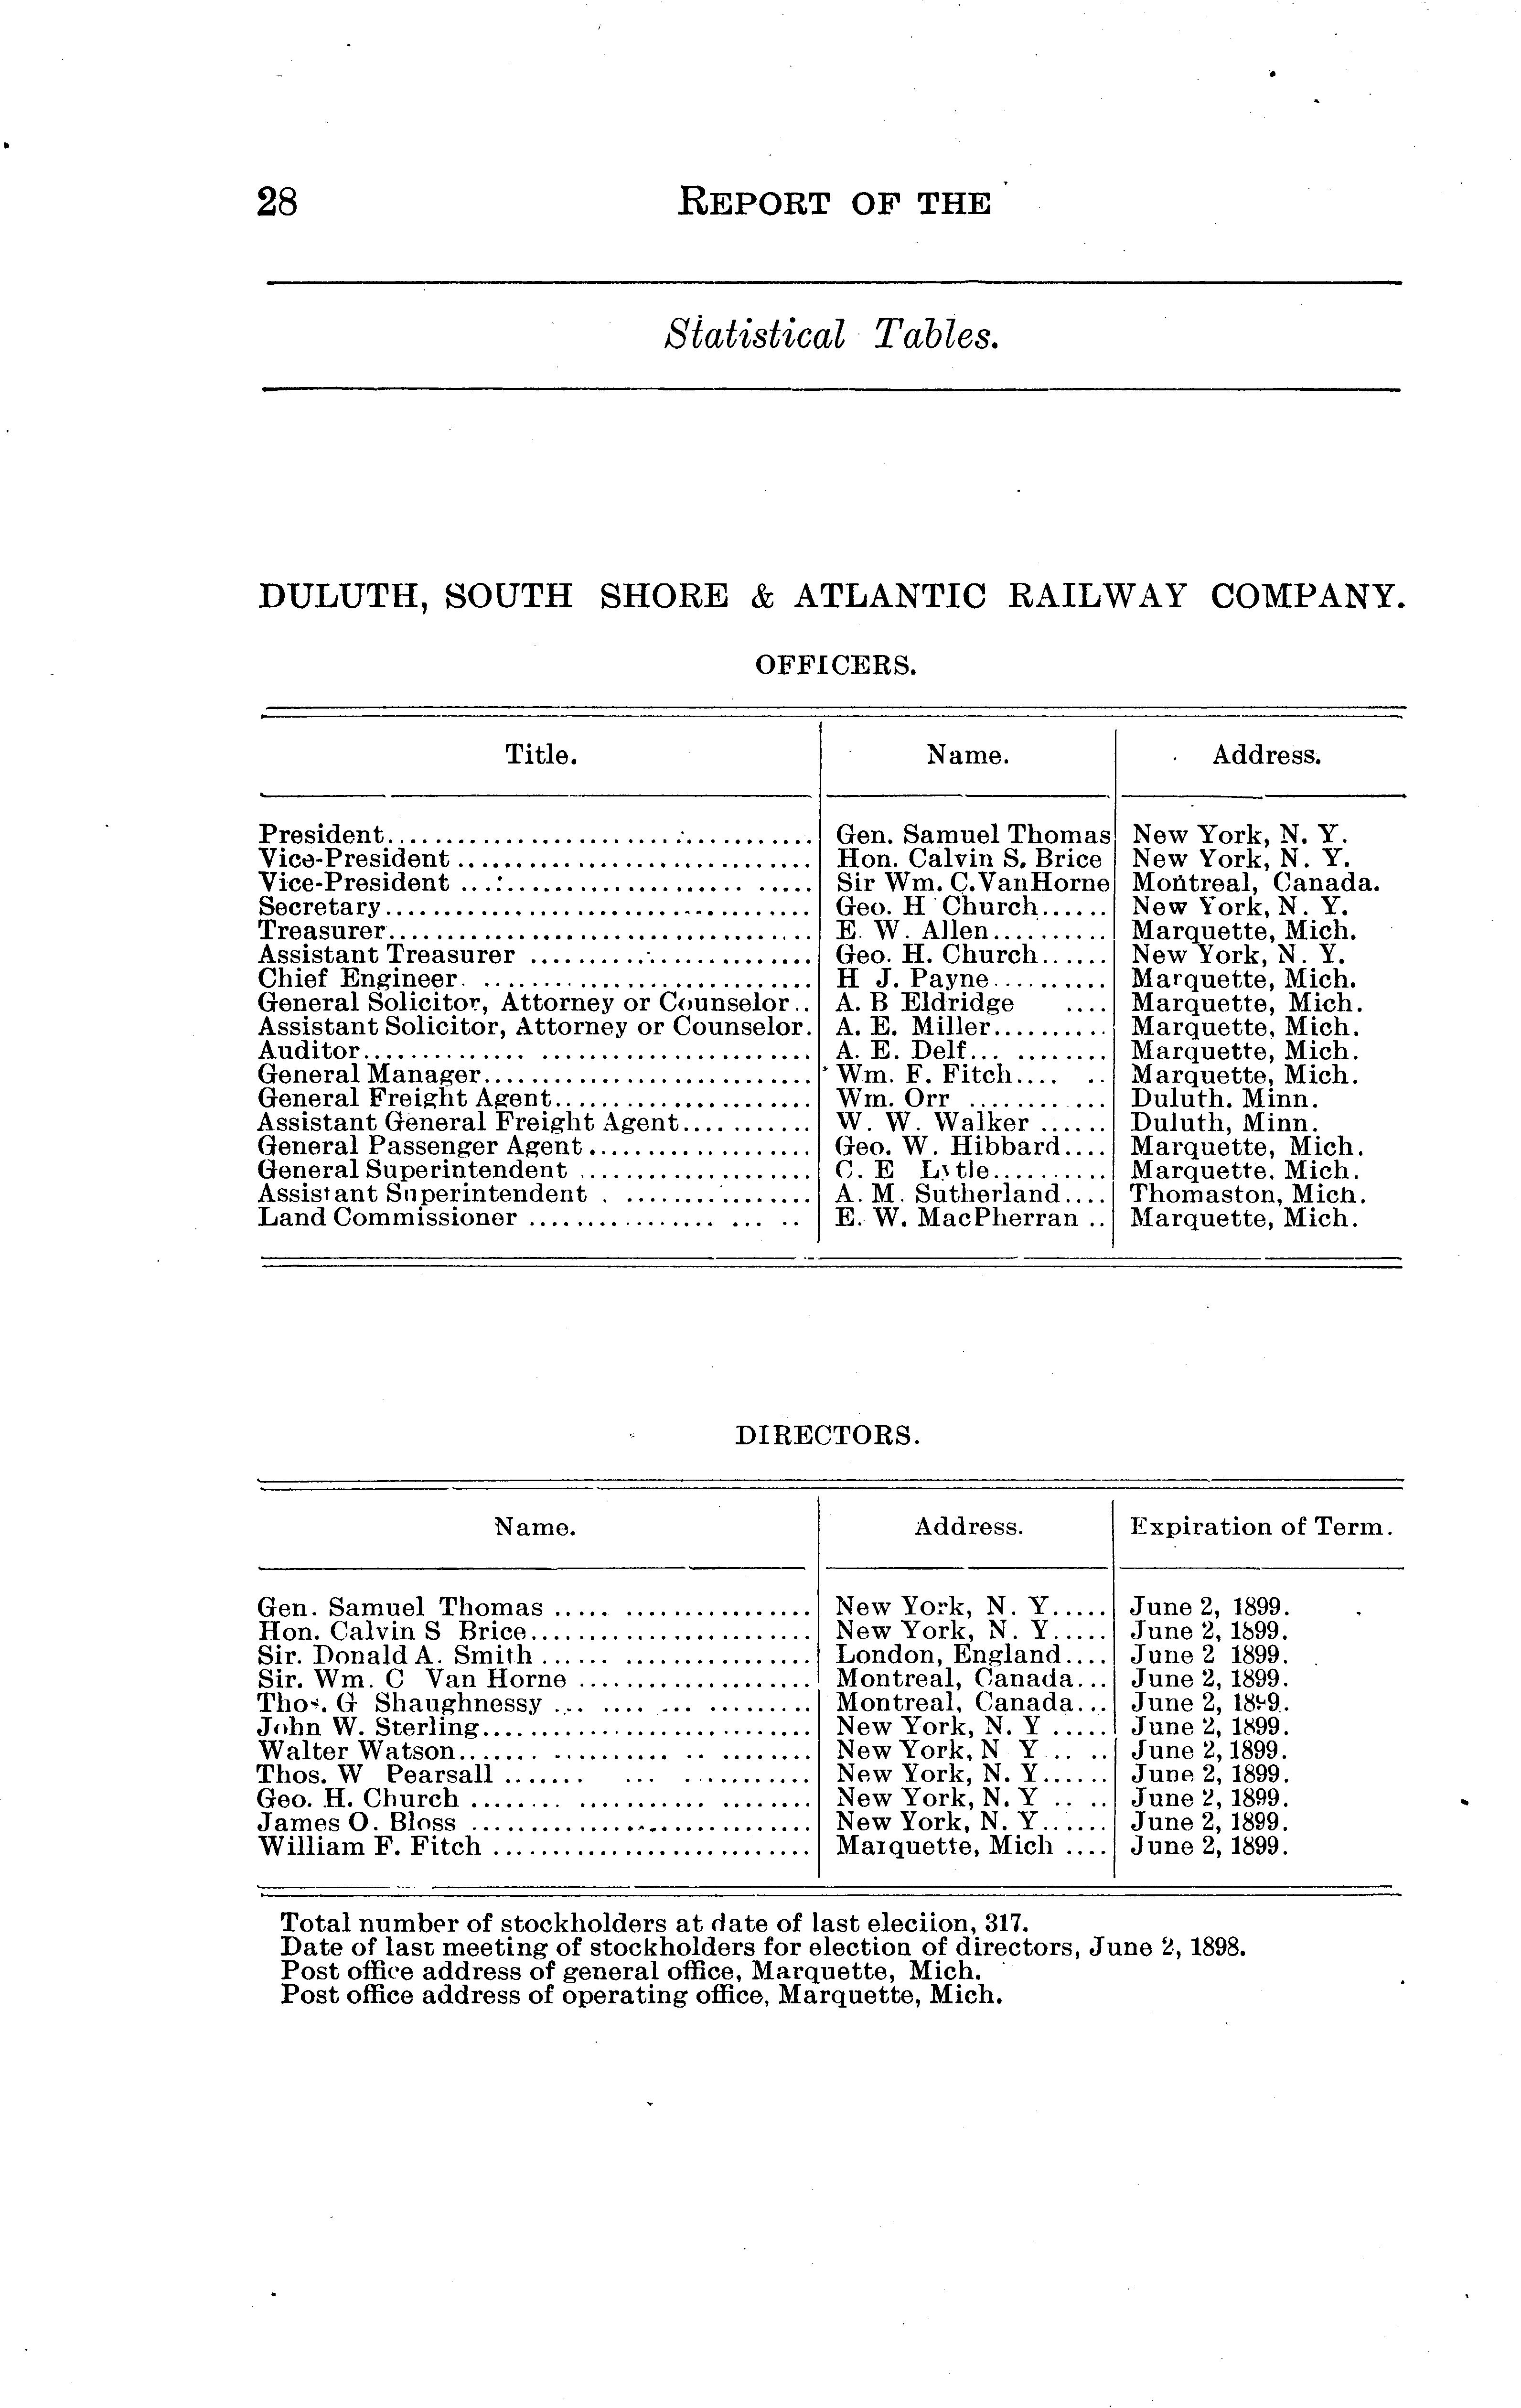 28 REPORT OF THE
Statistical Tables.
DULUTH, SOUTH SHORE & ATLANTIC RAILWAY COMPANY.
OFFICERS.
Title. Name. Address.
President........................................ Gen. Samuel Thomas New York, N. Y.
Vice-President .............................. Hon. Calvin S. Brice New York, N. Y.
Vice-President .............................. Sir Wm. C. VanHorne Montreal, Canada.
Secretary.................................... Geo. H Church...... New York, N. Y.
Treasurer.................................... E. W. Allen.......... Marquette, Mich.
Assistant Treasurer ........................ Geo. H. Church...... New York, N. Y.
Chief Engineer. ............................ H J. Payne.......... Marquette, Mich.
General Solicitor, Attorney or Counselor.. A. B Eldridge .... Marquette, Mich.
Assistant Solicitor, Attorney or Counselor. A. E. Miller.......... Marquette, Mich.
Auditor.............. ....................... A. E. Delf... ........ Marquette, Mich.
General Manager............................ Wm. F. Fitch.... .. Marquette, Mich.
General Freight Agent...................... Wm. Orr ......... ... Duluth. Minn.
Assistant General Freight Agent........... W. W. Walker ...... Duluth, Minn.
General Passenger Agent................... Geo. W. Hibbard.... Marquette, Mich.
General Superintendent .................... C. E Lytle.......... Marquette. Mich.
Assistant Superintendent . ................ A. M. Sutherland.... Thomaston, Mich.
Land Commissioner ................ ... .. E. W. MacPherran .. Marquette, Mich.
DIRECTORS.
Name. Address. Expiration of Term.
Gen. Samuel Thomas ..... ................ New York, N. Y..... June 2, 1899.
Hon. Calvin S Brice........................ New York, N. Y..... June 2, 1899.
Sir. Donald A. Smith ...... ................ London, England.... June 2 1899.
Sir. Wm. C Van Horne .................... Montreal, Canada... June 2, 1899.
Thos. G Shaughnessy ... .... ... ......... Montreal, Canada... June 2, 1899.
John W. Sterling............................ New York, N. Y ..... June 2, 1899.
Walter Watson....... .......... .. ........ New York, N Y... .. June 2, 1899.
Thos. W Pearsall ....... ... ........... New York, N. Y...... June 2, 1899.
Geo. H. Church ........ ........... ........ New York, N. Y .. .. June 2, 1899.
James O. Bloss ............................. New York, N. Y...... June 2, 1899.
William F. Fitch ........................... Marquette, Mich .... June 2, 1899.
Total number of stockholders at date of last eleciion, 317.
Date of last meeting of stockholders for election of directors, June 2, 1898.
Post office address of general office, Marquette, Mich.
Post office address of operating office, Marquette, Mich.